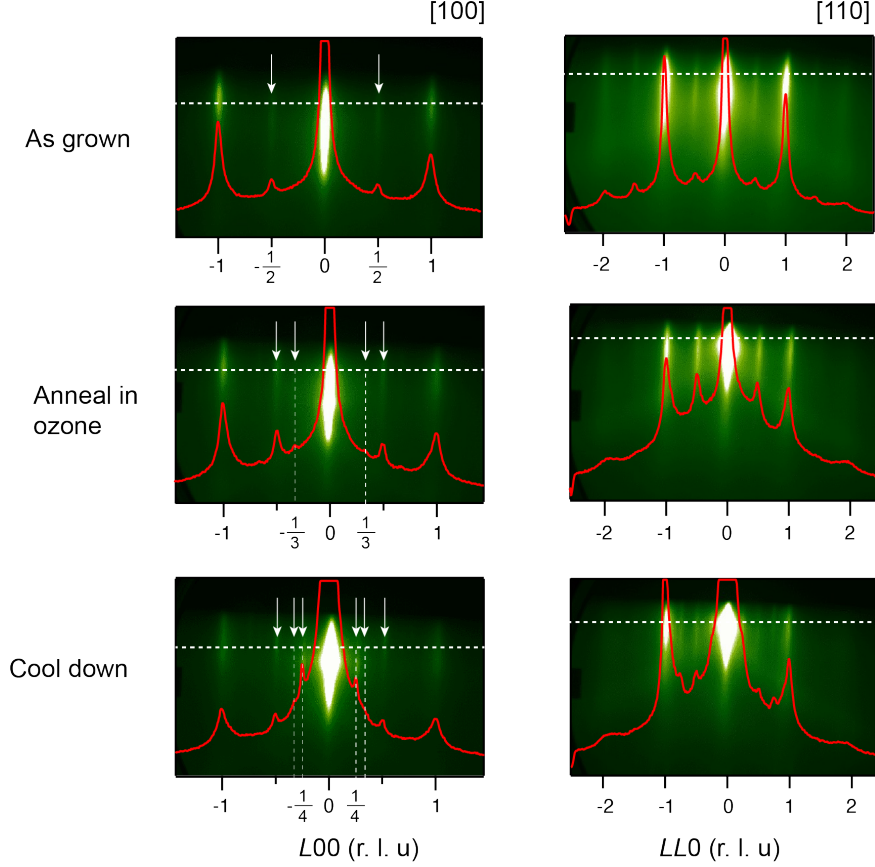 [100] [110]
As grown
-1 -1/2 0 1/2 1
-2 -1 0 1 2
Anneal in
ozone
-1 -1/3 0 1/3 1
-2 -1 0 1 2
Cool down
-1 -1/4 0 1/4 1
-2 -1 0 1 2
L00 (r. l. u) LL0 (r. l. u)